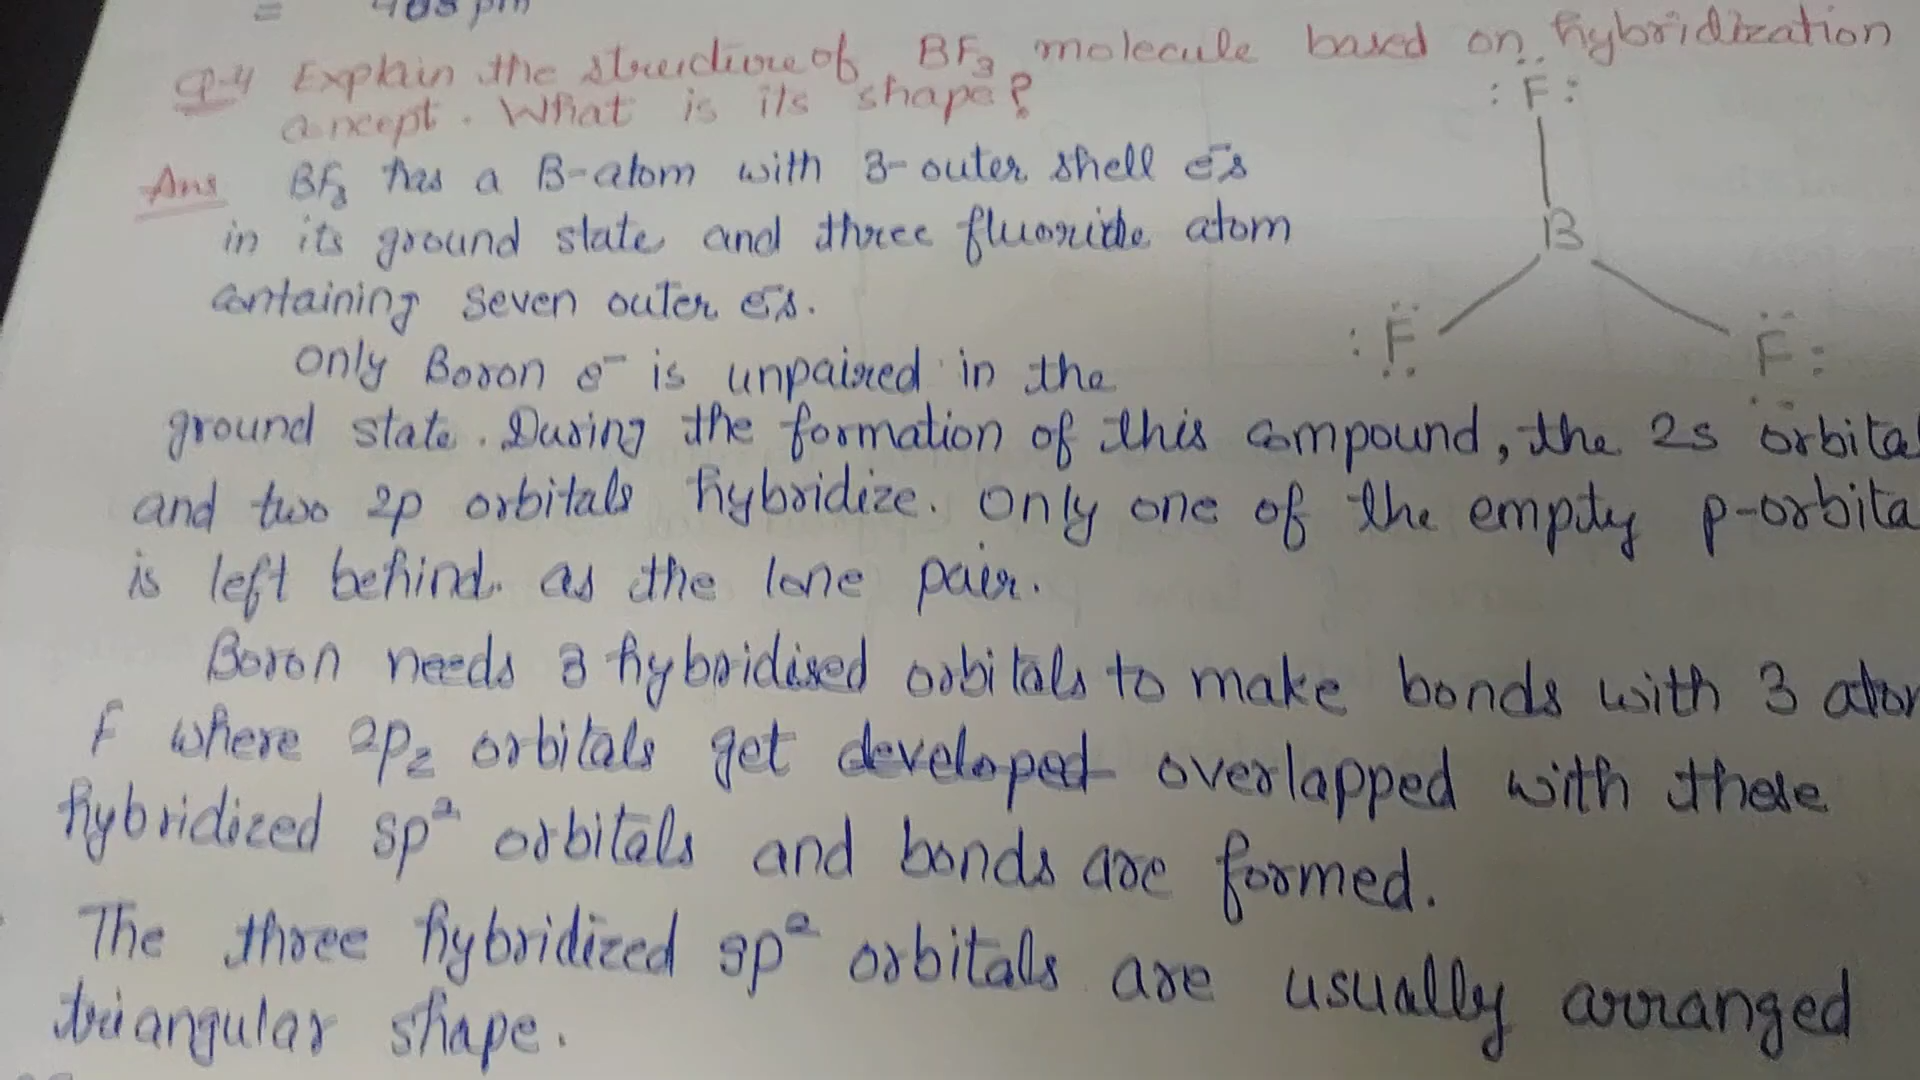 = 408 pm
Q-4 Explain the structure of BF3 molecule based on hybridization
concept. What is its shape?
Ans BF3 has a B-atom with 3-outer shell e-s
in its ground state and three fluoride atom
containing seven outer e-s.
Only Boron e- is unpaired in the
ground state. During the formation of this compound, the 2s orbital
and two 2p orbitals hybridize. Only one of the empty p-orbita
is left behind as the lone pair.
Boron needs 3 hybridised orbitals to make bonds with 3 atom
F where 2pz orbitals get developed overlapped with these
hybridized sp2 orbitals and bonds are formed.
The three hybridized sp2 orbitals are usually arranged
triangular shape.
:F:
B
:F
F: